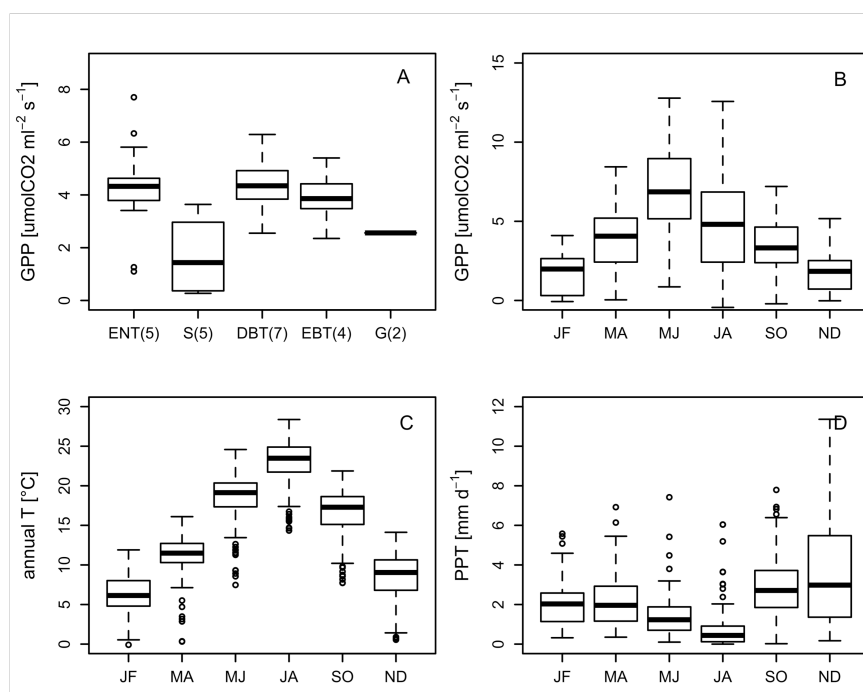 A
GPP [umolCO2 ml⁻² s⁻¹]
8
6
4
2
0
ENT(5) S(5) DBT(7) EBT(4) G(2)
B
GPP [umolCO2 ml⁻² s⁻¹]
15
10
5
0
JF MA MJ JA SO ND
C
annual T [°C]
30
25
20
15
10
5
0
JF MA MJ JA SO ND
D
PPT [mm d⁻¹]
12
10
8
6
4
2
0
JF MA MJ JA SO ND